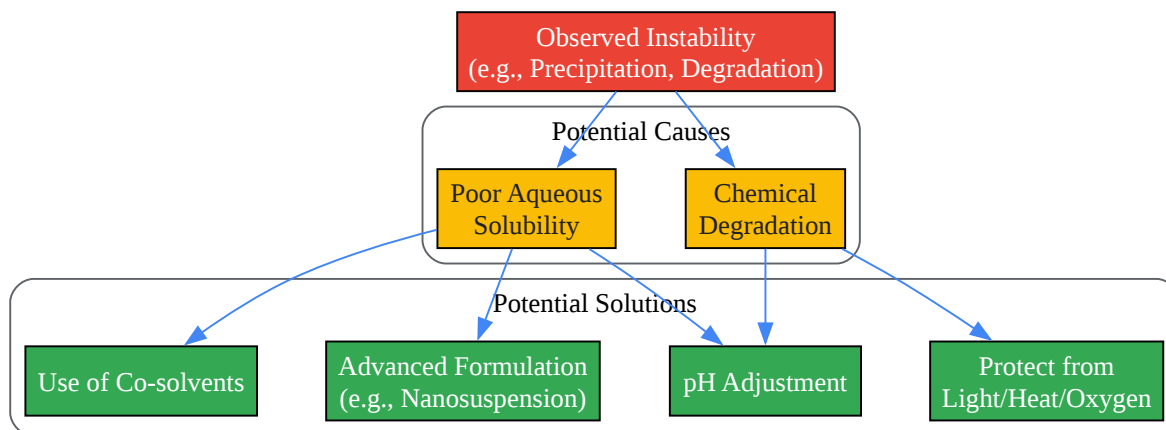 Observed Instability
(e.g., Precipitation, Degradation)
Potential Causes
Poor Aqueous
Solubility
Chemical
Degradation
Potential Solutions
Use of Co-solvents
Advanced Formulation
(e.g., Nanosuspension)
pH Adjustment
Protect from
Light/Heat/Oxygen